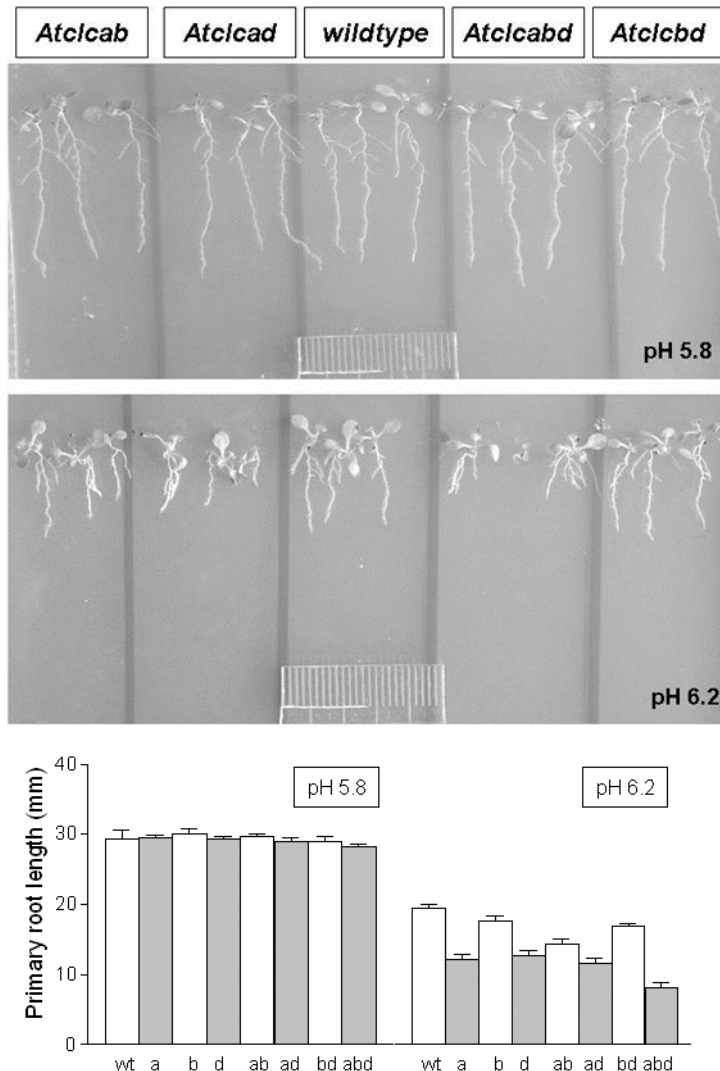 Atclcab Atclcad wildtype Atclcabd Atclcbd
pH 5.8
pH 6.2
40
30
20
10
0
Primary root length (mm)
pH 5.8 pH 6.2
wt a b d ab ad bd abd wt a b d ab ad bd abd